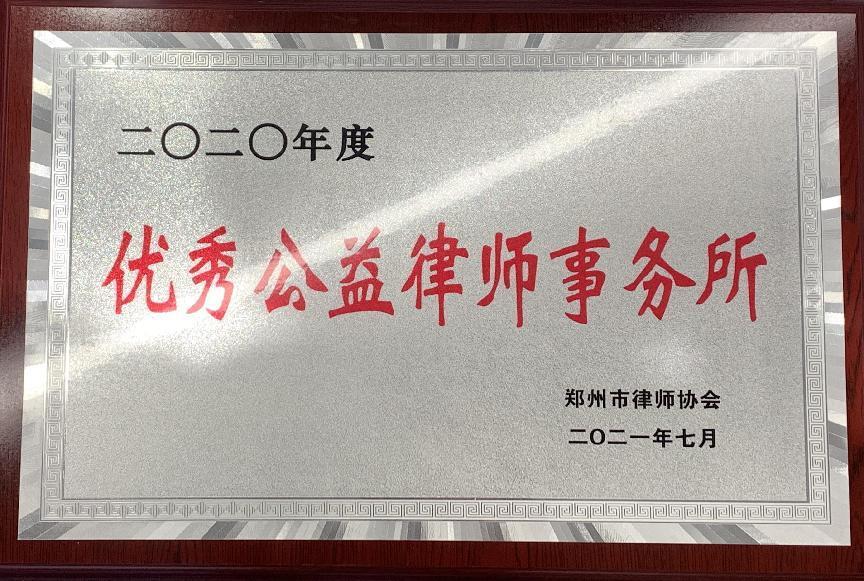 二〇二〇年度
优秀公益律师事务所
郑州市律师协会
二〇二一年七月